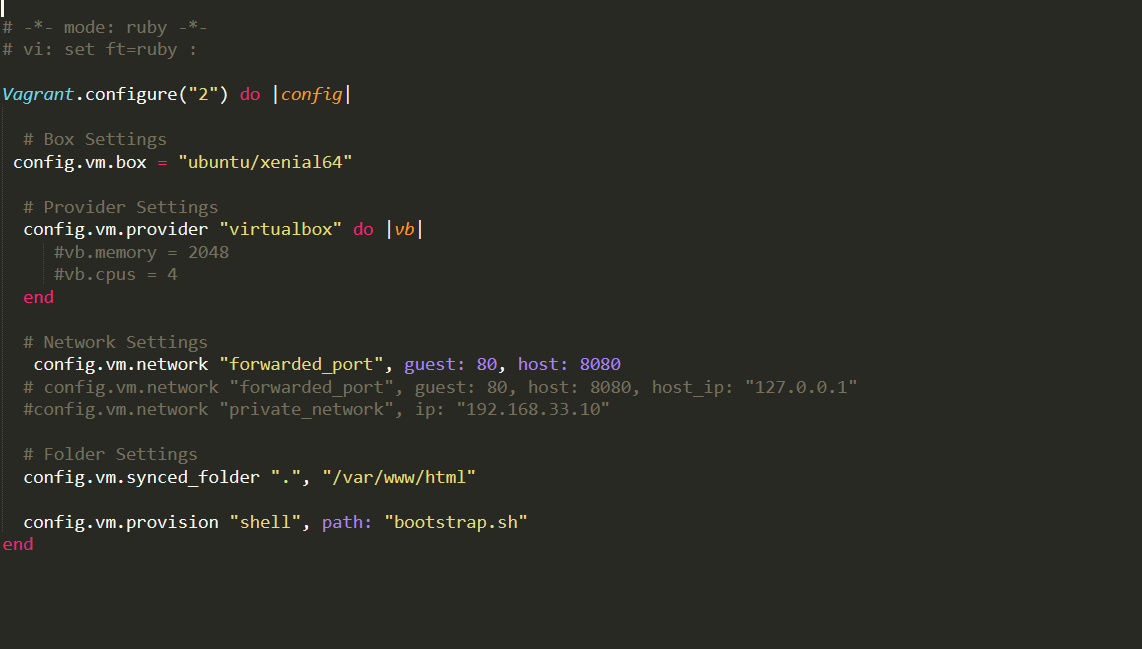 # -*- mode: ruby -*-
# vi: set ft=ruby :
Vagrant.configure("2") do |config|
# Box Settings
config.vm.box = "ubuntu/xenial64"
# Provider Settings
config.vm.provider "virtualbox" do |vb|
#vb.memory = 2048
#vb.cpus = 4
end
# Network Settings
config.vm.network "forwarded_port", guest: 80, host: 8080
# config.vm.network "forwarded_port", guest: 80, host: 8080, host_ip: "127.0.0.1"
#config.vm.network "private_network", ip: "192.168.33.10"
# Folder Settings
config.vm.synced_folder ".", "/var/www/html"
config.vm.provision "shell", path: "bootstrap.sh"
end